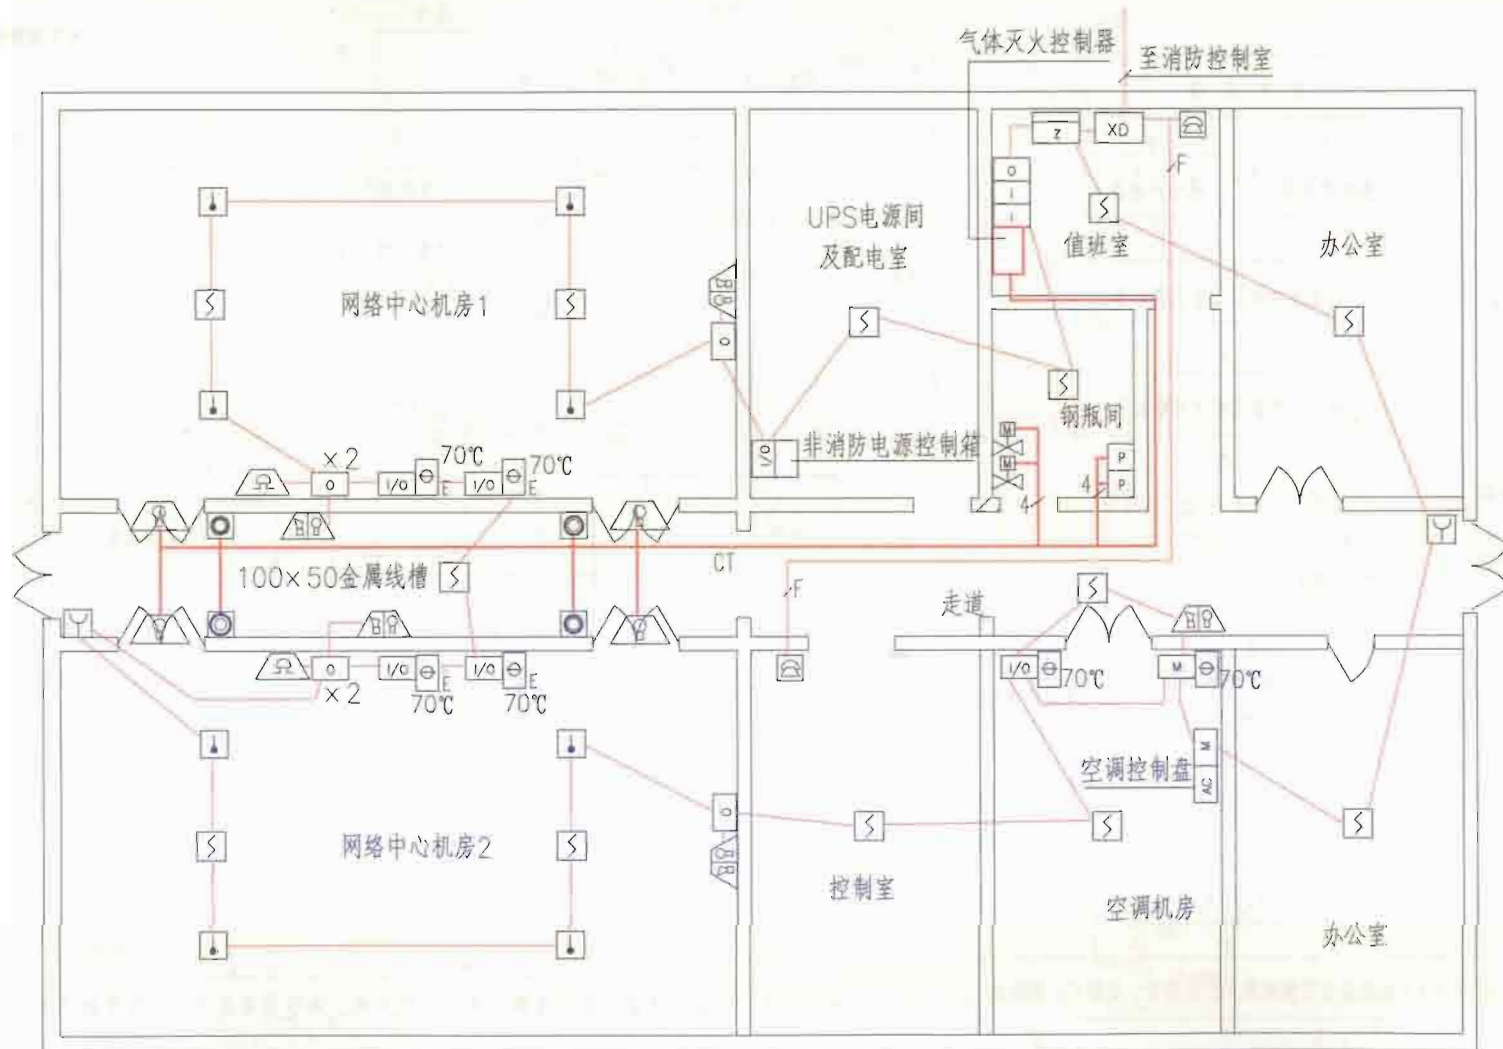 气体灭火控制器
至消防控制室
Z
XD
F
O
I
I
UPS电源间
及配电室
值班室
办公室
网络中心机房1
O
钢瓶间
×2
70℃
70℃
I/O
非消防电源控制箱
M
M
P
P
O
I/O
E
I/O
E
4
4
CT
100×50金属线槽
F
走道
O
I/O
E
I/O
E
I/O
M
×2
70℃
70℃
70℃
70℃
空调控制盘
M
AC
O
网络中心机房2
控制室
空调机房
办公室